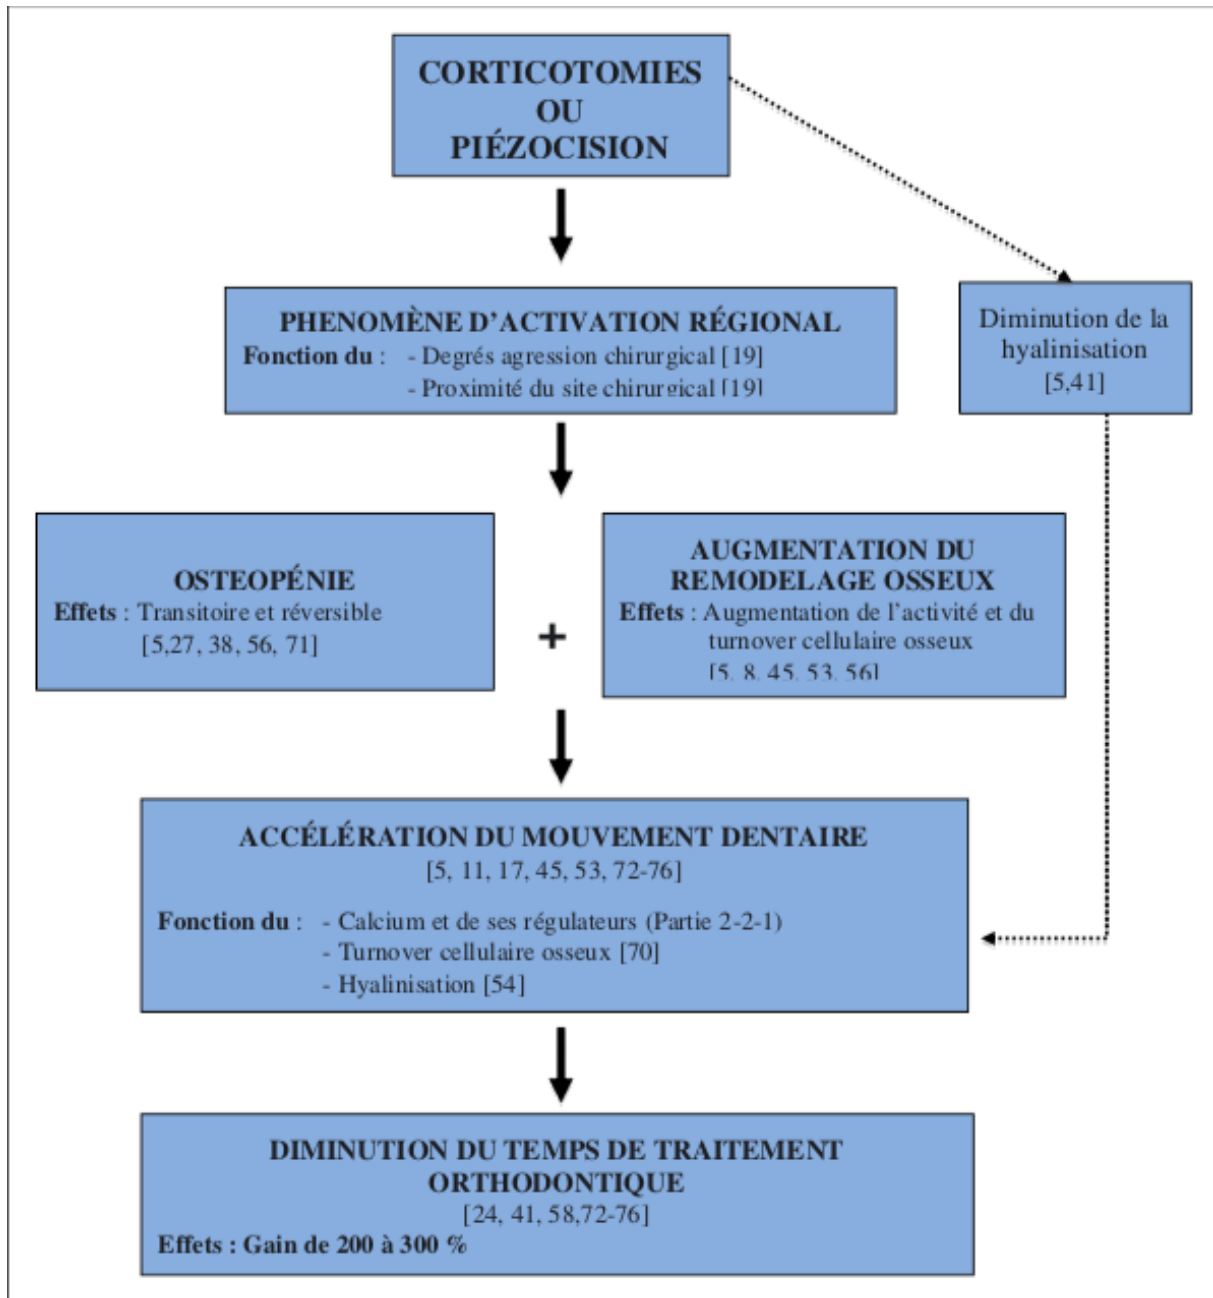 CORTICOTOMIES
OU
PIÉZOCISION
PHENOMÈNE D'ACTIVATION RÉGIONAL
Fonction du : - Degrés agression chirurgical [19]
- Proximité du site chirurgical [19]
Diminution de la
hyalinisation
[5,41]
OSTEOPÉNIE
Effets : Transitoire et réversible
[5,27, 38, 56, 71]
+
AUGMENTATION DU
REMODELAGE OSSEUX
Effets : Augmentation de l'activité et du
turnover cellulaire osseux
[5, 8, 45, 53, 56]
ACCÉLÉRATION DU MOUVEMENT DENTAIRE
[5, 11, 17, 45, 53, 72-76]
Fonction du : - Calcium et de ses régulateurs (Partie 2-2-1)
- Turnover cellulaire osseux [70]
- Hyalinisation [54]
DIMINUTION DU TEMPS DE TRAITEMENT
ORTHODONTIQUE
[24, 41, 58,72-76]
Effets : Gain de 200 à 300 %